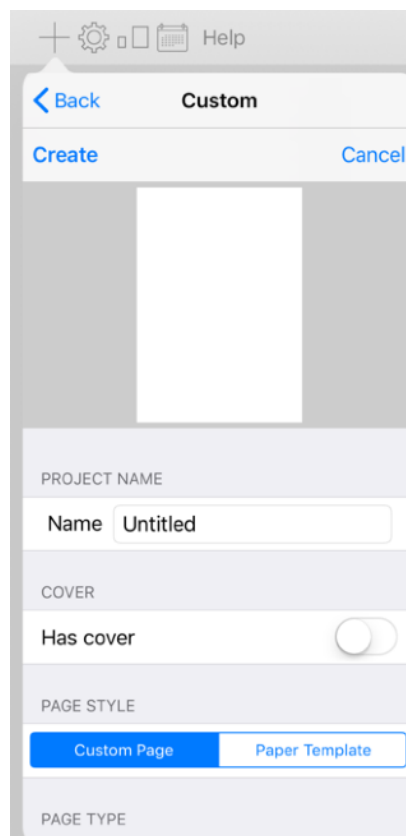 Help
Back Custom
Create Cancel
PROJECT NAME
Name Untitled
COVER
Has cover
PAGE STYLE
Custom Page Paper Template
PAGE TYPE